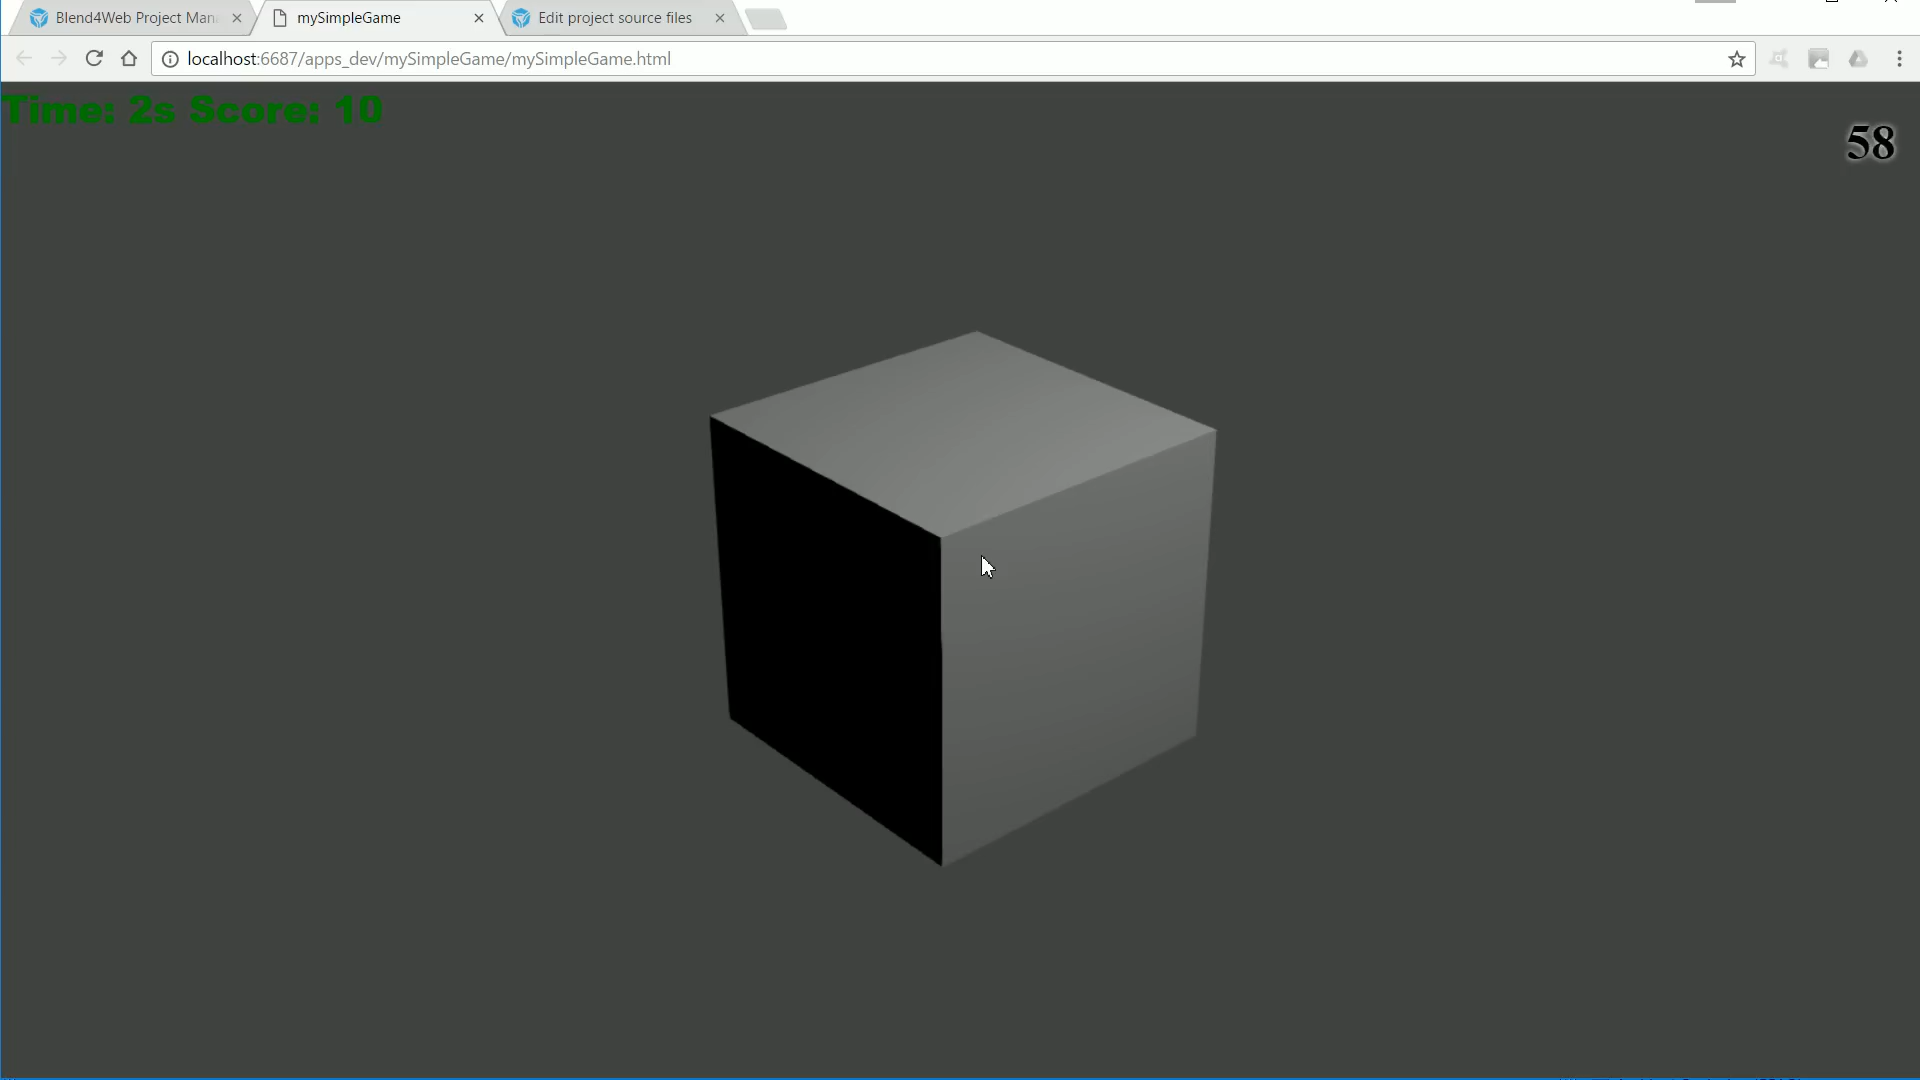 Blend4Web Project Man
mySimpleGame
Edit project source files
localhost:6687/apps_dev/mySimpleGame/mySimpleGame.html
Time: 2s Score: 10
58